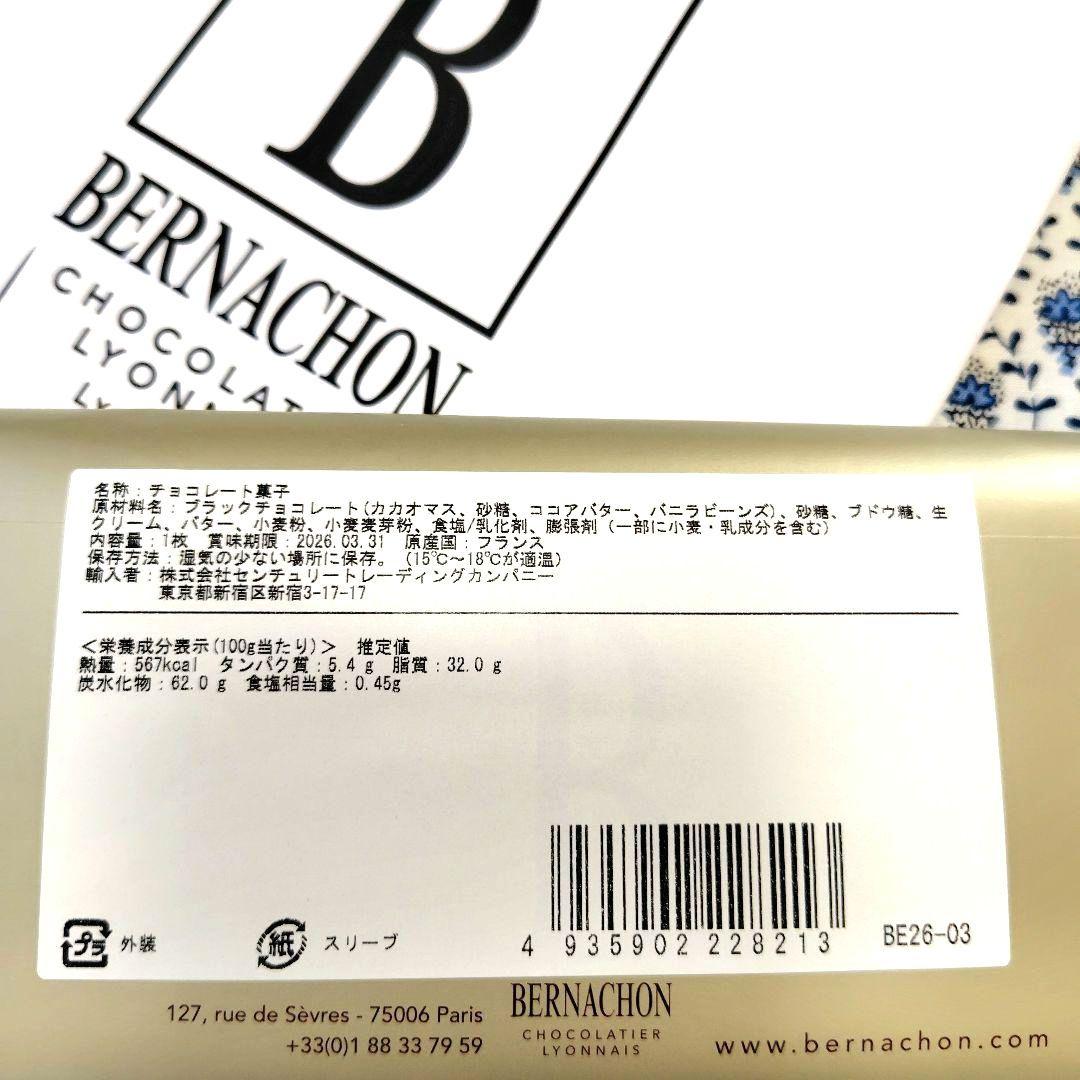 B
BERNACHON
CHOCOLAT
LYONN
LY
名称：チョコレート菓子
原材料名：ブラックチョコレート(カカオマス、砂糖、ココアバター、バニラビーンズ)、砂糖、ブドウ糖、生
クリーム、バター、小麦粉、小麦麦芽粉、食塩/乳化剤、膨張剤（一部に小麦・乳成分を含む）
内容量：1枚　賞味期限：2026.03.31　原産国：フランス
保存方法：湿気の少ない場所に保存。（15℃～18℃が適温）
輸入者：株式会社センチュリートレーディングカンパニー
東京都新宿区新宿3-17-17
＜栄養成分表示(100g当たり)＞　推定値
熱量：567kcal　タンパク質：5.4 g　脂質：32.0 g
炭水化物：62.0 g　食塩相当量：0.45g
プラ 外装 紙 スリーブ 4 935902 228213 BE26-03
127, rue de Sèvres - 75006 Paris
+33(0)1 88 33 79 59
BERNACHON
CHOCOLATIER
LYONNAIS
www.bernachon.com